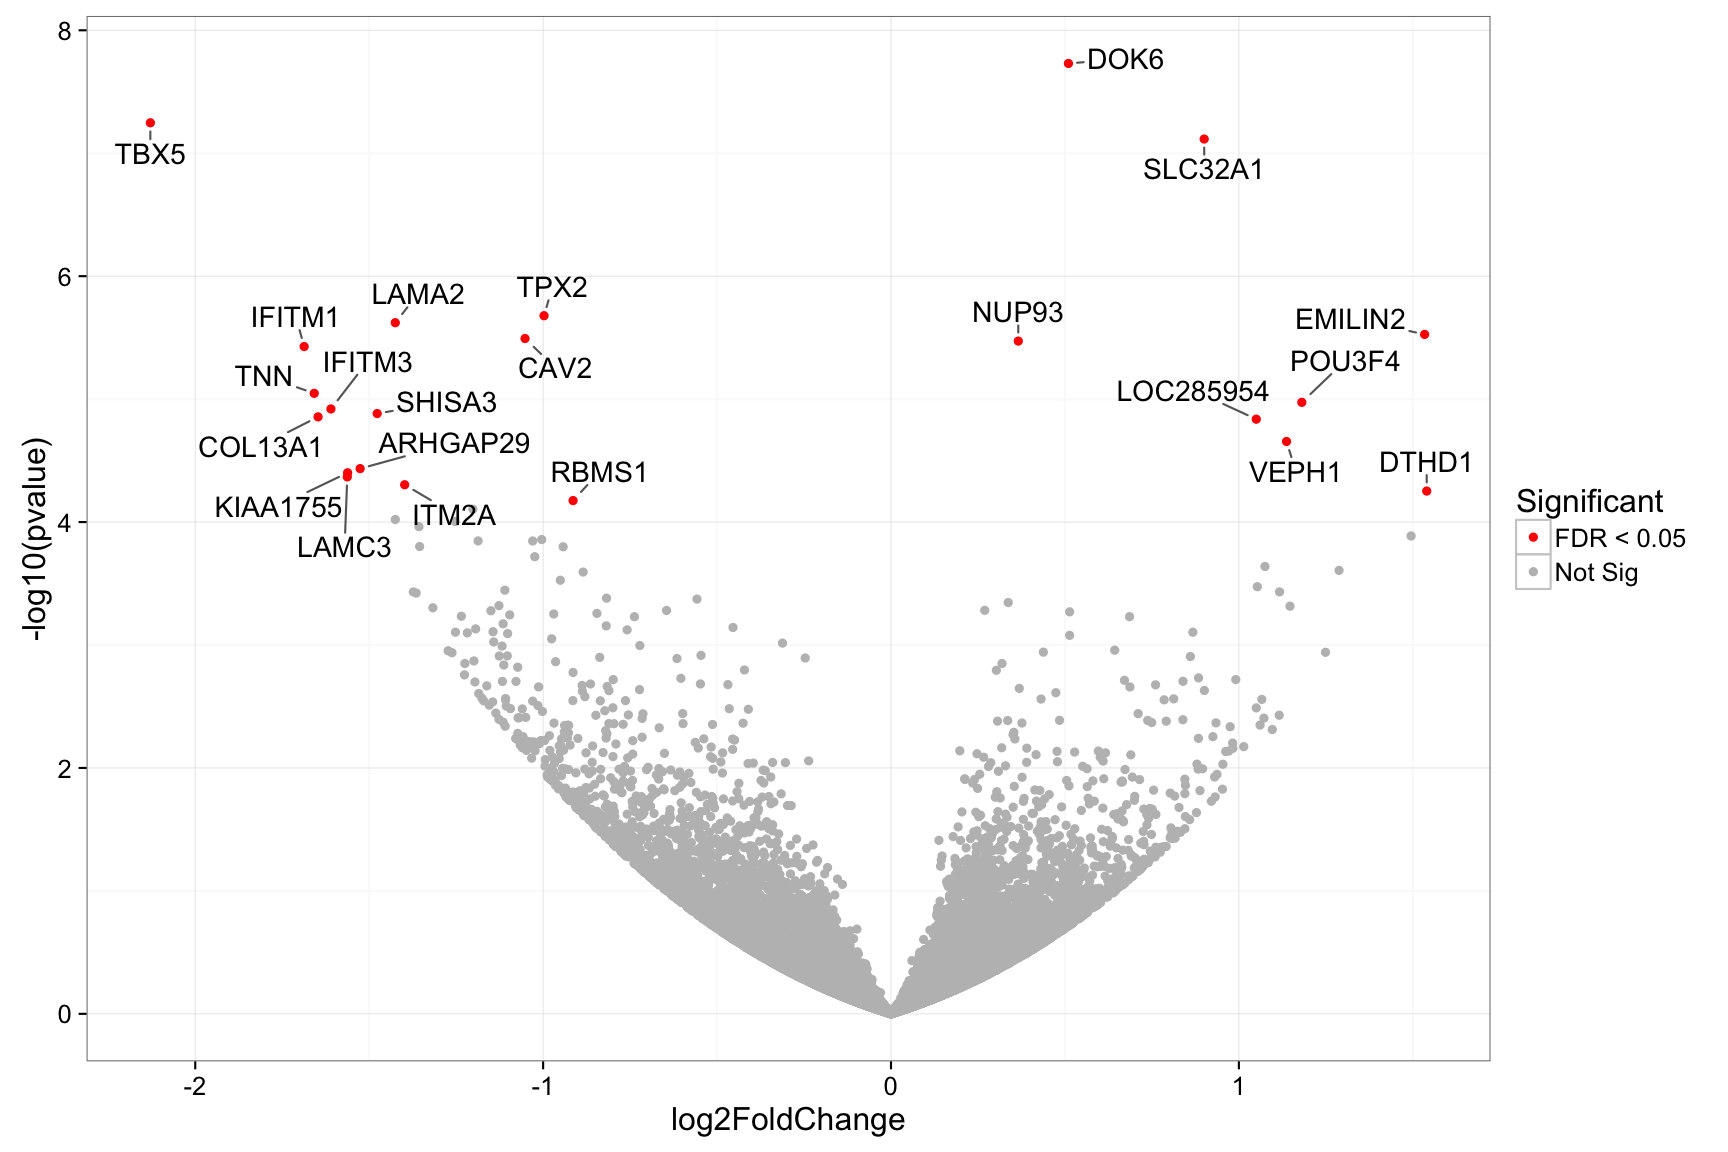 8
DOK6
TBX5
SLC32A1
6
TPX2
LAMA2
IFITM1
NUP93
EMILIN2
IFITM3
CAV2
POU3F4
TNN
SHISA3
LOC285954
COL13A1
ARHGAP29
RBMS1
VEPH1
DTHD1
KIAA1755
ITM2A
LAMC3
4
2
0
-log10(pvalue)
-2
-1
0
1
log2FoldChange
Significant
FDR < 0.05
Not Sig